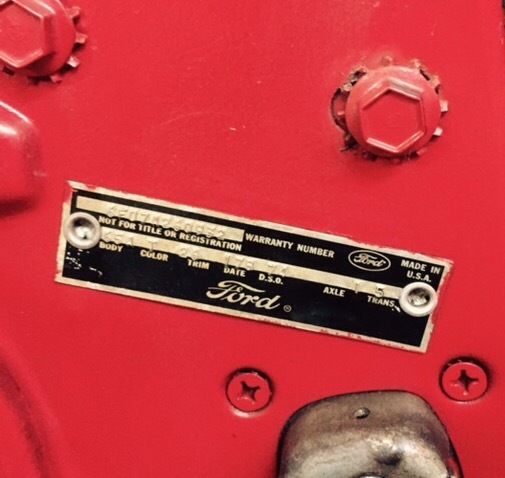 NOT FOR TITLE OR REGISTRATION WARRANTY NUMBER Ford MADE IN U.S.A.
BODY COLOR TRIM DATE D.S.O. AXLE TRANS.
Ford ®